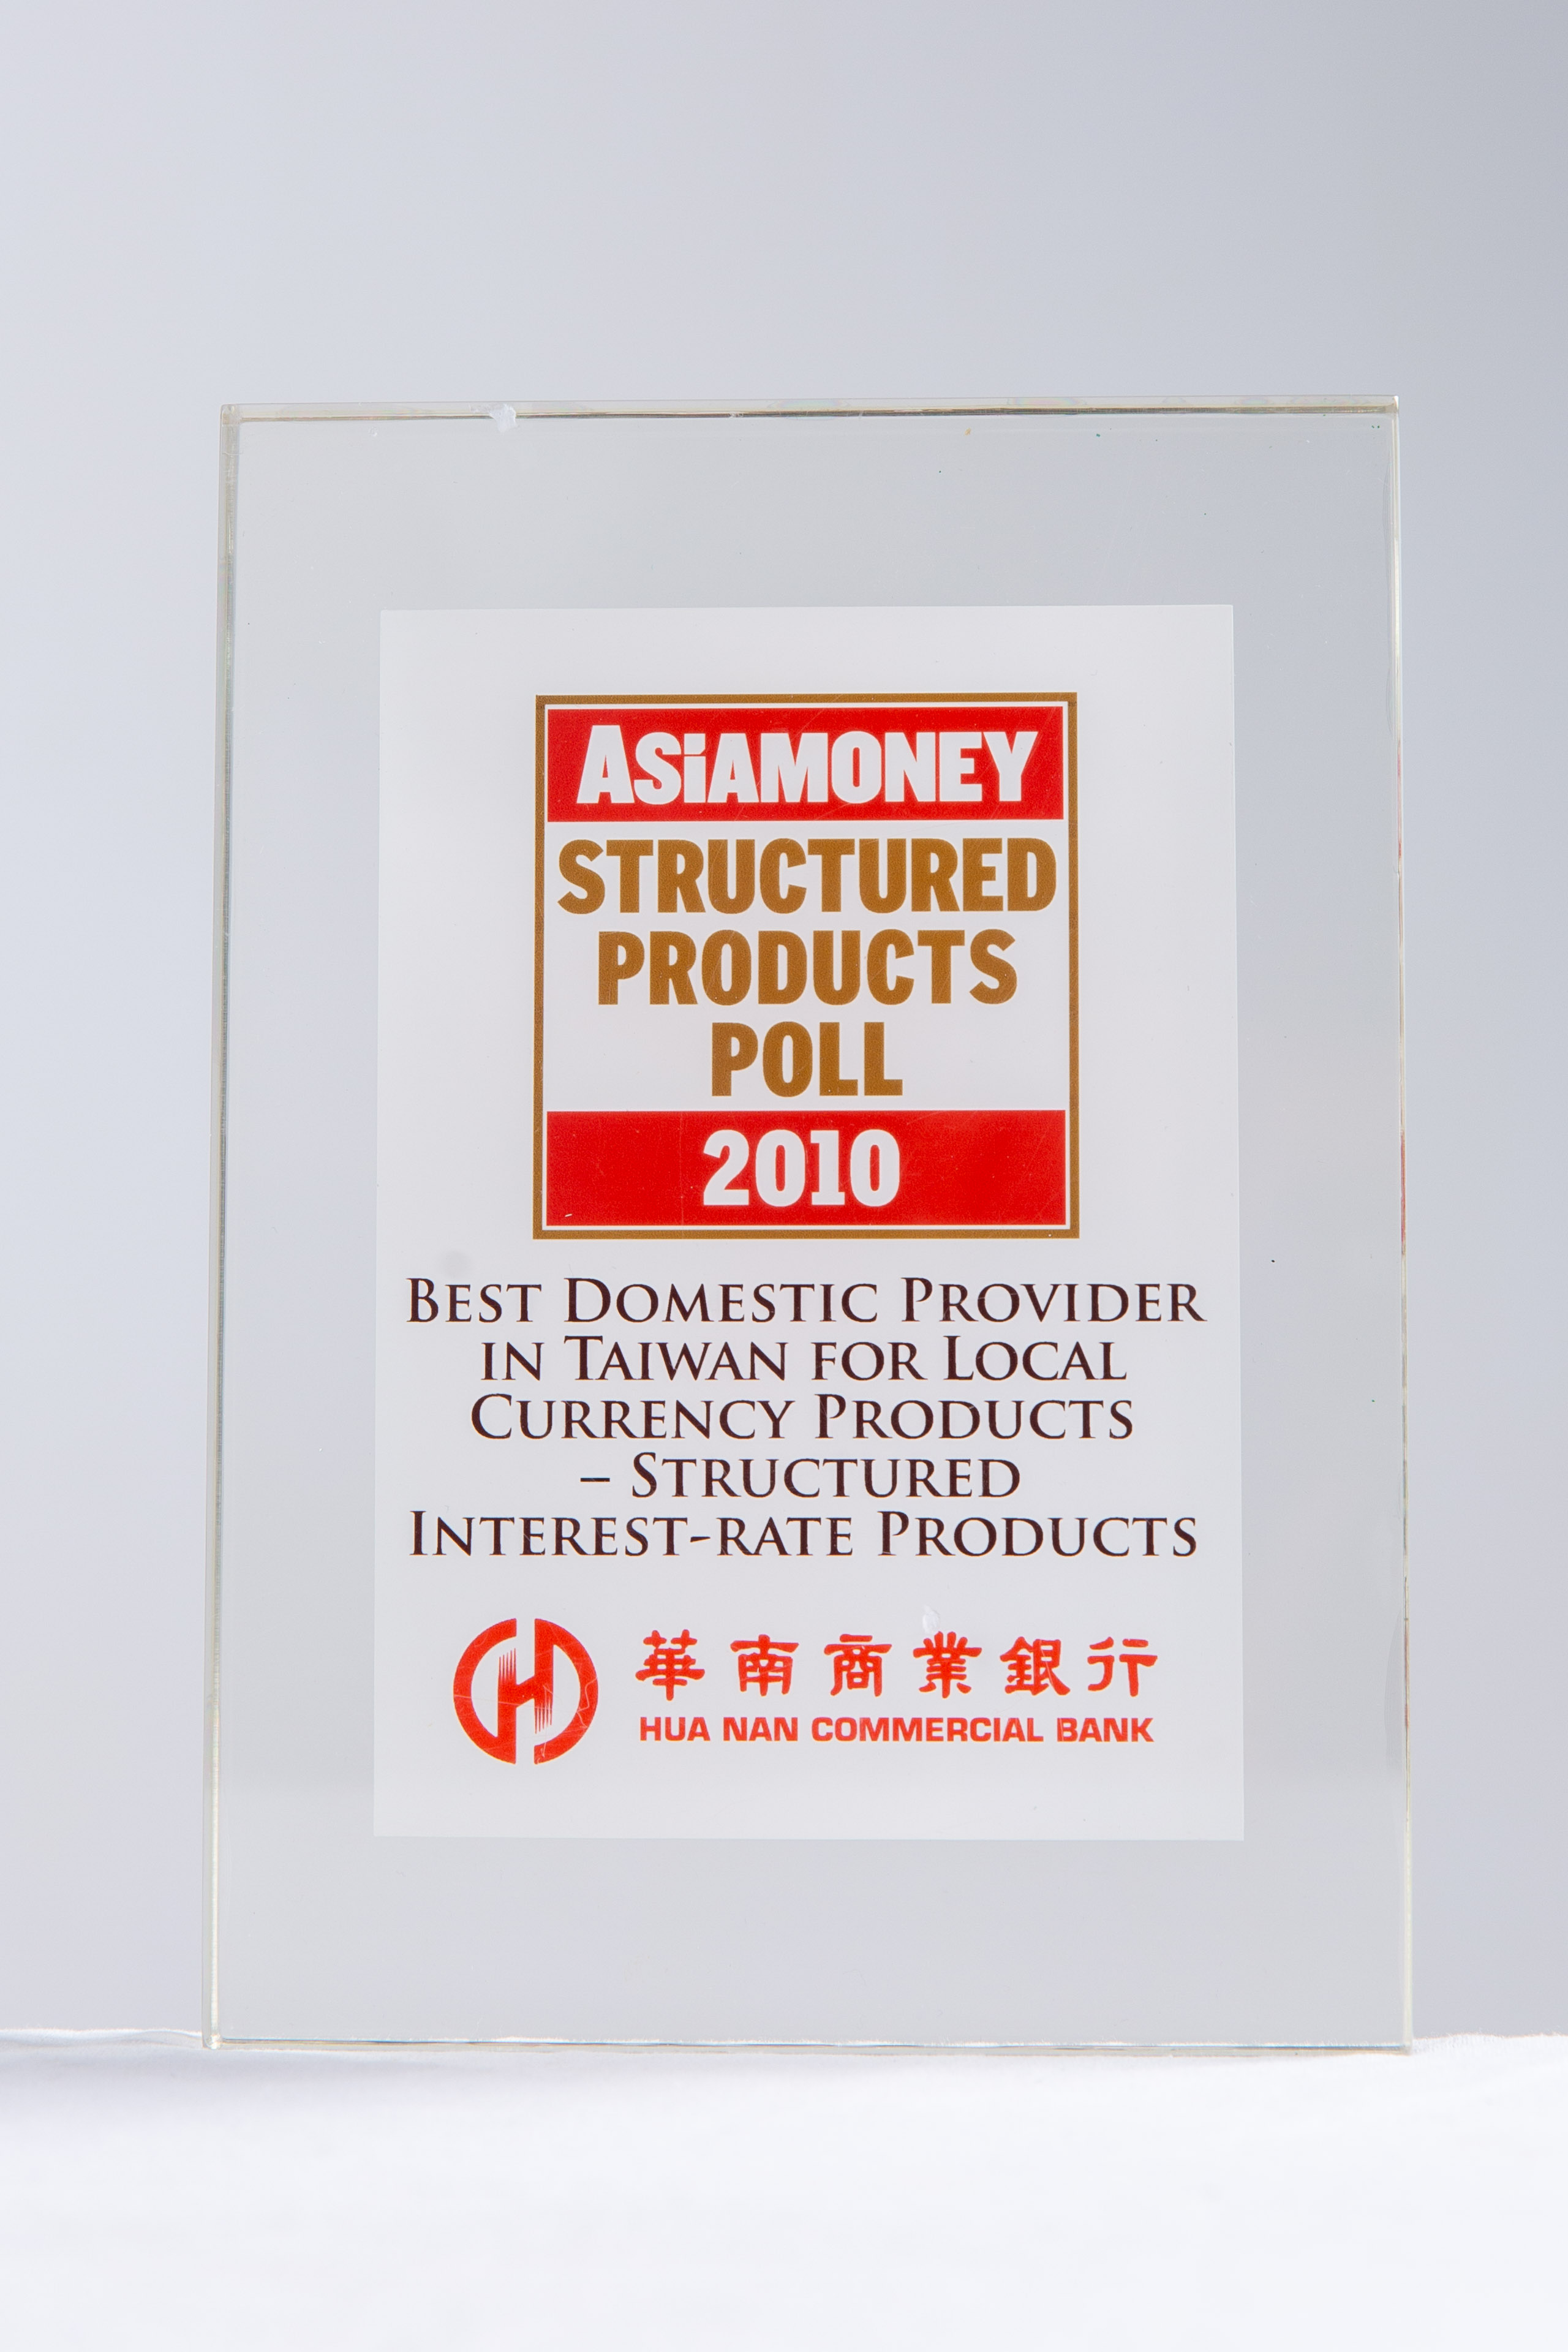 ASiAMONEY
STRUCTURED
PRODUCTS
POLL
2010
BEST DOMESTIC PROVIDER
IN TAIWAN FOR LOCAL
CURRENCY PRODUCTS
– STRUCTURED
INTEREST-RATE PRODUCTS
華南商業銀行
HUA NAN COMMERCIAL BANK